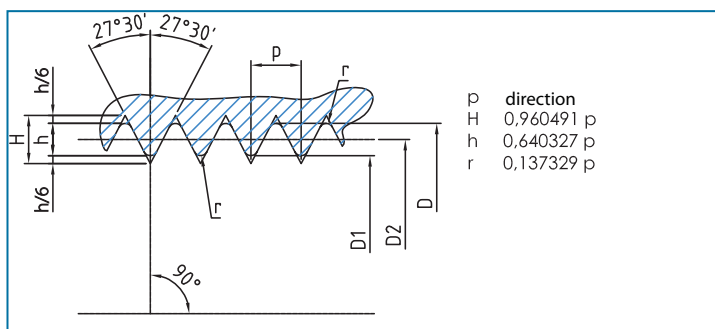 27°30' 27°30'
p
r
h/6
H
h
h/6
r
D1
D2
D
90°
p direction
H 0,960491 p
h 0,640327 p
r 0,137329 p